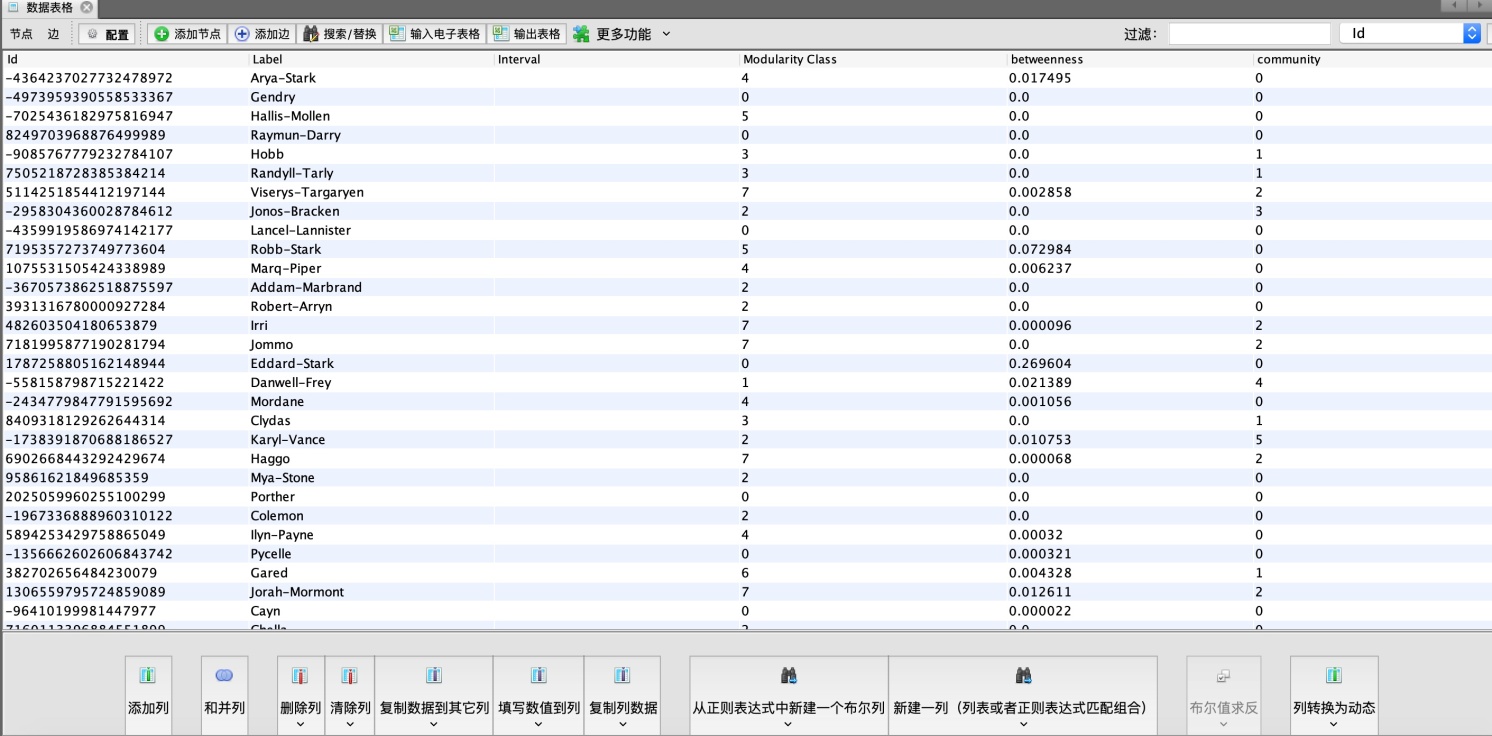 数据表格
节点 边 配置 添加节点 添加边 搜索/替换 输入电子表格 输出表格 更多功能 过滤: Id
Id Label Interval Modularity Class betweenness community
-4364237027732478972 Arya-Stark 4 0.017495 0
-4973959390558533367 Gendry 0 0.0 0
-7025436182975816947 Hallis-Mollen 5 0.0 0
8249703968876499989 Raymun-Darry 0 0.0 0
-9085767779232784107 Hobb 3 0.0 1
7505218728385384214 Randyll-Tarly 3 0.0 1
5114251854412197144 Viserys-Targaryen 7 0.002858 2
-2958304360028784612 Jonos-Bracken 2 0.0 3
-4359919586974142177 Lancel-Lannister 0 0.0 0
7195357273749773604 Robb-Stark 5 0.072984 0
1075531505424338989 Marq-Piper 4 0.006237 0
-3670573862518875597 Addam-Marbrand 2 0.0 0
3931316780000927284 Robert-Arryn 2 0.0 0
482603504180653879 Irri 7 0.000096 2
7181995877190281794 Jommo 7 0.0 2
1787258805162148944 Eddard-Stark 0 0.269604 0
-558158798715221422 Danwell-Frey 1 0.021389 4
-2434779847791595692 Mordane 4 0.001056 0
8409318129262644314 Clydas 3 0.0 1
-1738391870688186527 Karyl-Vance 2 0.010753 5
6902668443292429674 Haggo 7 0.000068 2
95861621849685359 Mya-Stone 2 0.0 0
2025059960255100299 Porther 0 0.0 0
-1967336888960310122 Colemon 2 0.0 0
5894253429758865049 Ilyn-Payne 4 0.00032 0
-1356662602606843742 Pycelle 0 0.000321 0
382702656484230079 Gared 6 0.004328 1
1306559795724859089 Jorah-Mormont 7 0.012611 2
-96410199981447977 Cayn 0 0.000022 0
添加列 和并列 删除列 清除列 复制数据到其它列 填写数值到列 复制列数据 从正则表达式中新建一个布尔列 新建一列（列表或者正则表达式匹配组合） 布尔值求反 列转换为动态